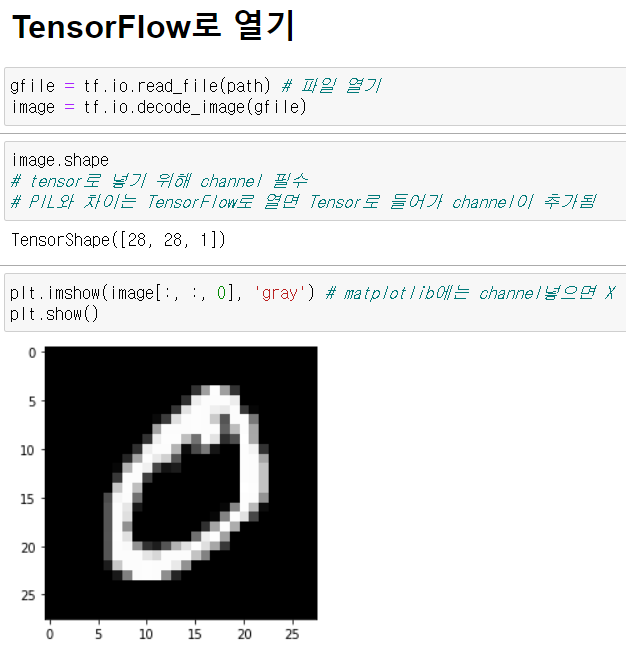 TensorFlow로 열기
gfile = tf.io.read_file(path) # 파일 열기
image = tf.io.decode_image(gfile)
image.shape
# tensor로 넣기 위해 channel 필수
# PIL와 차이는 TensorFlow로 열면 Tensor로 들어가 channel이 추가됨
TensorShape([28, 28, 1])
plt.imshow(image[:, :, 0], 'gray') # matplotlib에는 channel넣으면 X
plt.show()
0
5
10
15
20
25
0 5 10 15 20 25